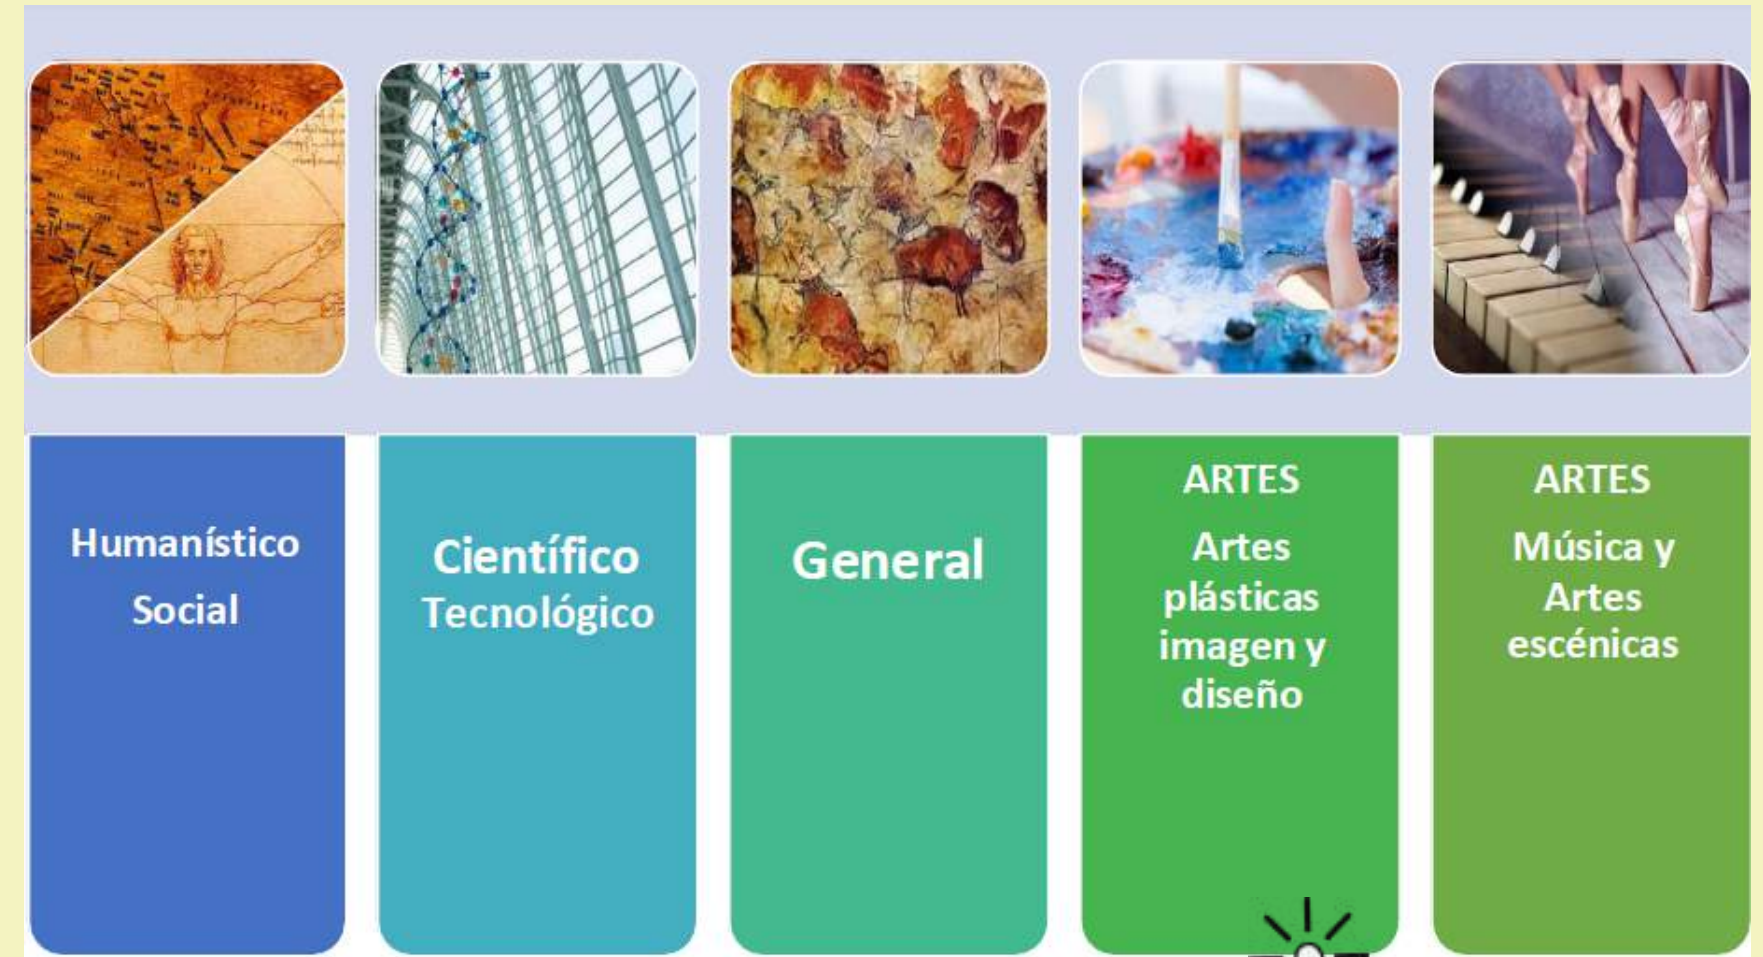 Humanístico
Social
Científico
Tecnológico
General
ARTES
Artes
plásticas
imagen y
diseño
ARTES
Música y
Artes
escénicas